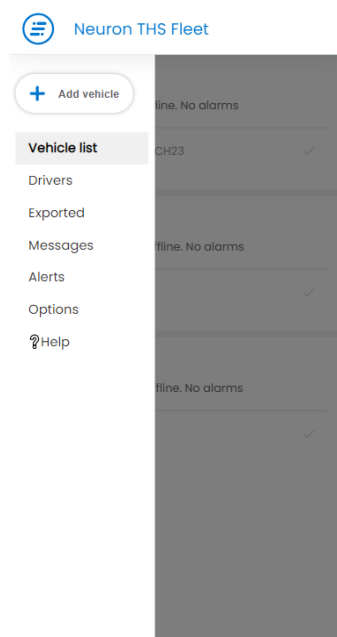 Neuron THS Fleet
Add vehicle
line. No alarms
Vehicle list
CH23
Drivers
Exported
Messages
ffline. No alarms
Alerts
Options
Help
ffline. No alarms